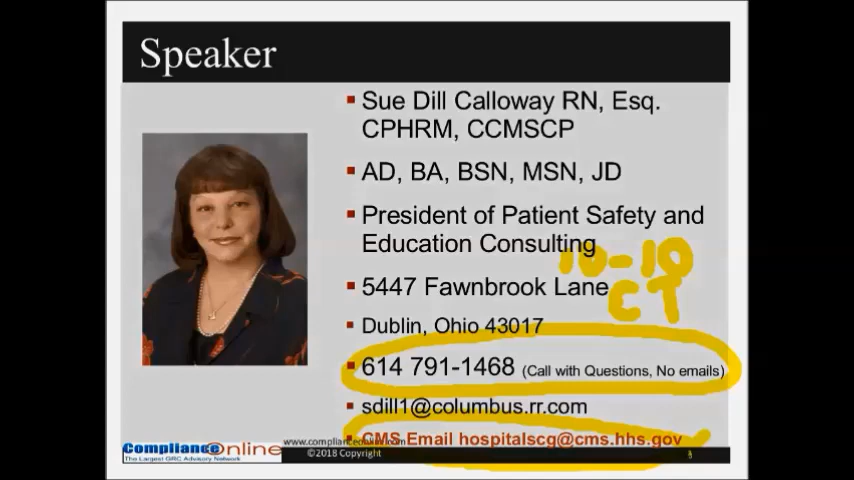 Speaker
Sue Dill Calloway RN, Esq.
CPHRM, CCMSCP
AD, BA, BSN, MSN, JD
President of Patient Safety and
Education Consulting
10-10
5447 Fawnbrook Lane
CT
Dublin, Ohio 43017
614 791-1468 (Call with Questions, No emails)
sdill1@columbus.rr.com
CMS Email hospitalscg@cms.hhs.gov
ComplianceOnline
The Largest GRC Advisory Network
©2018 Copyright